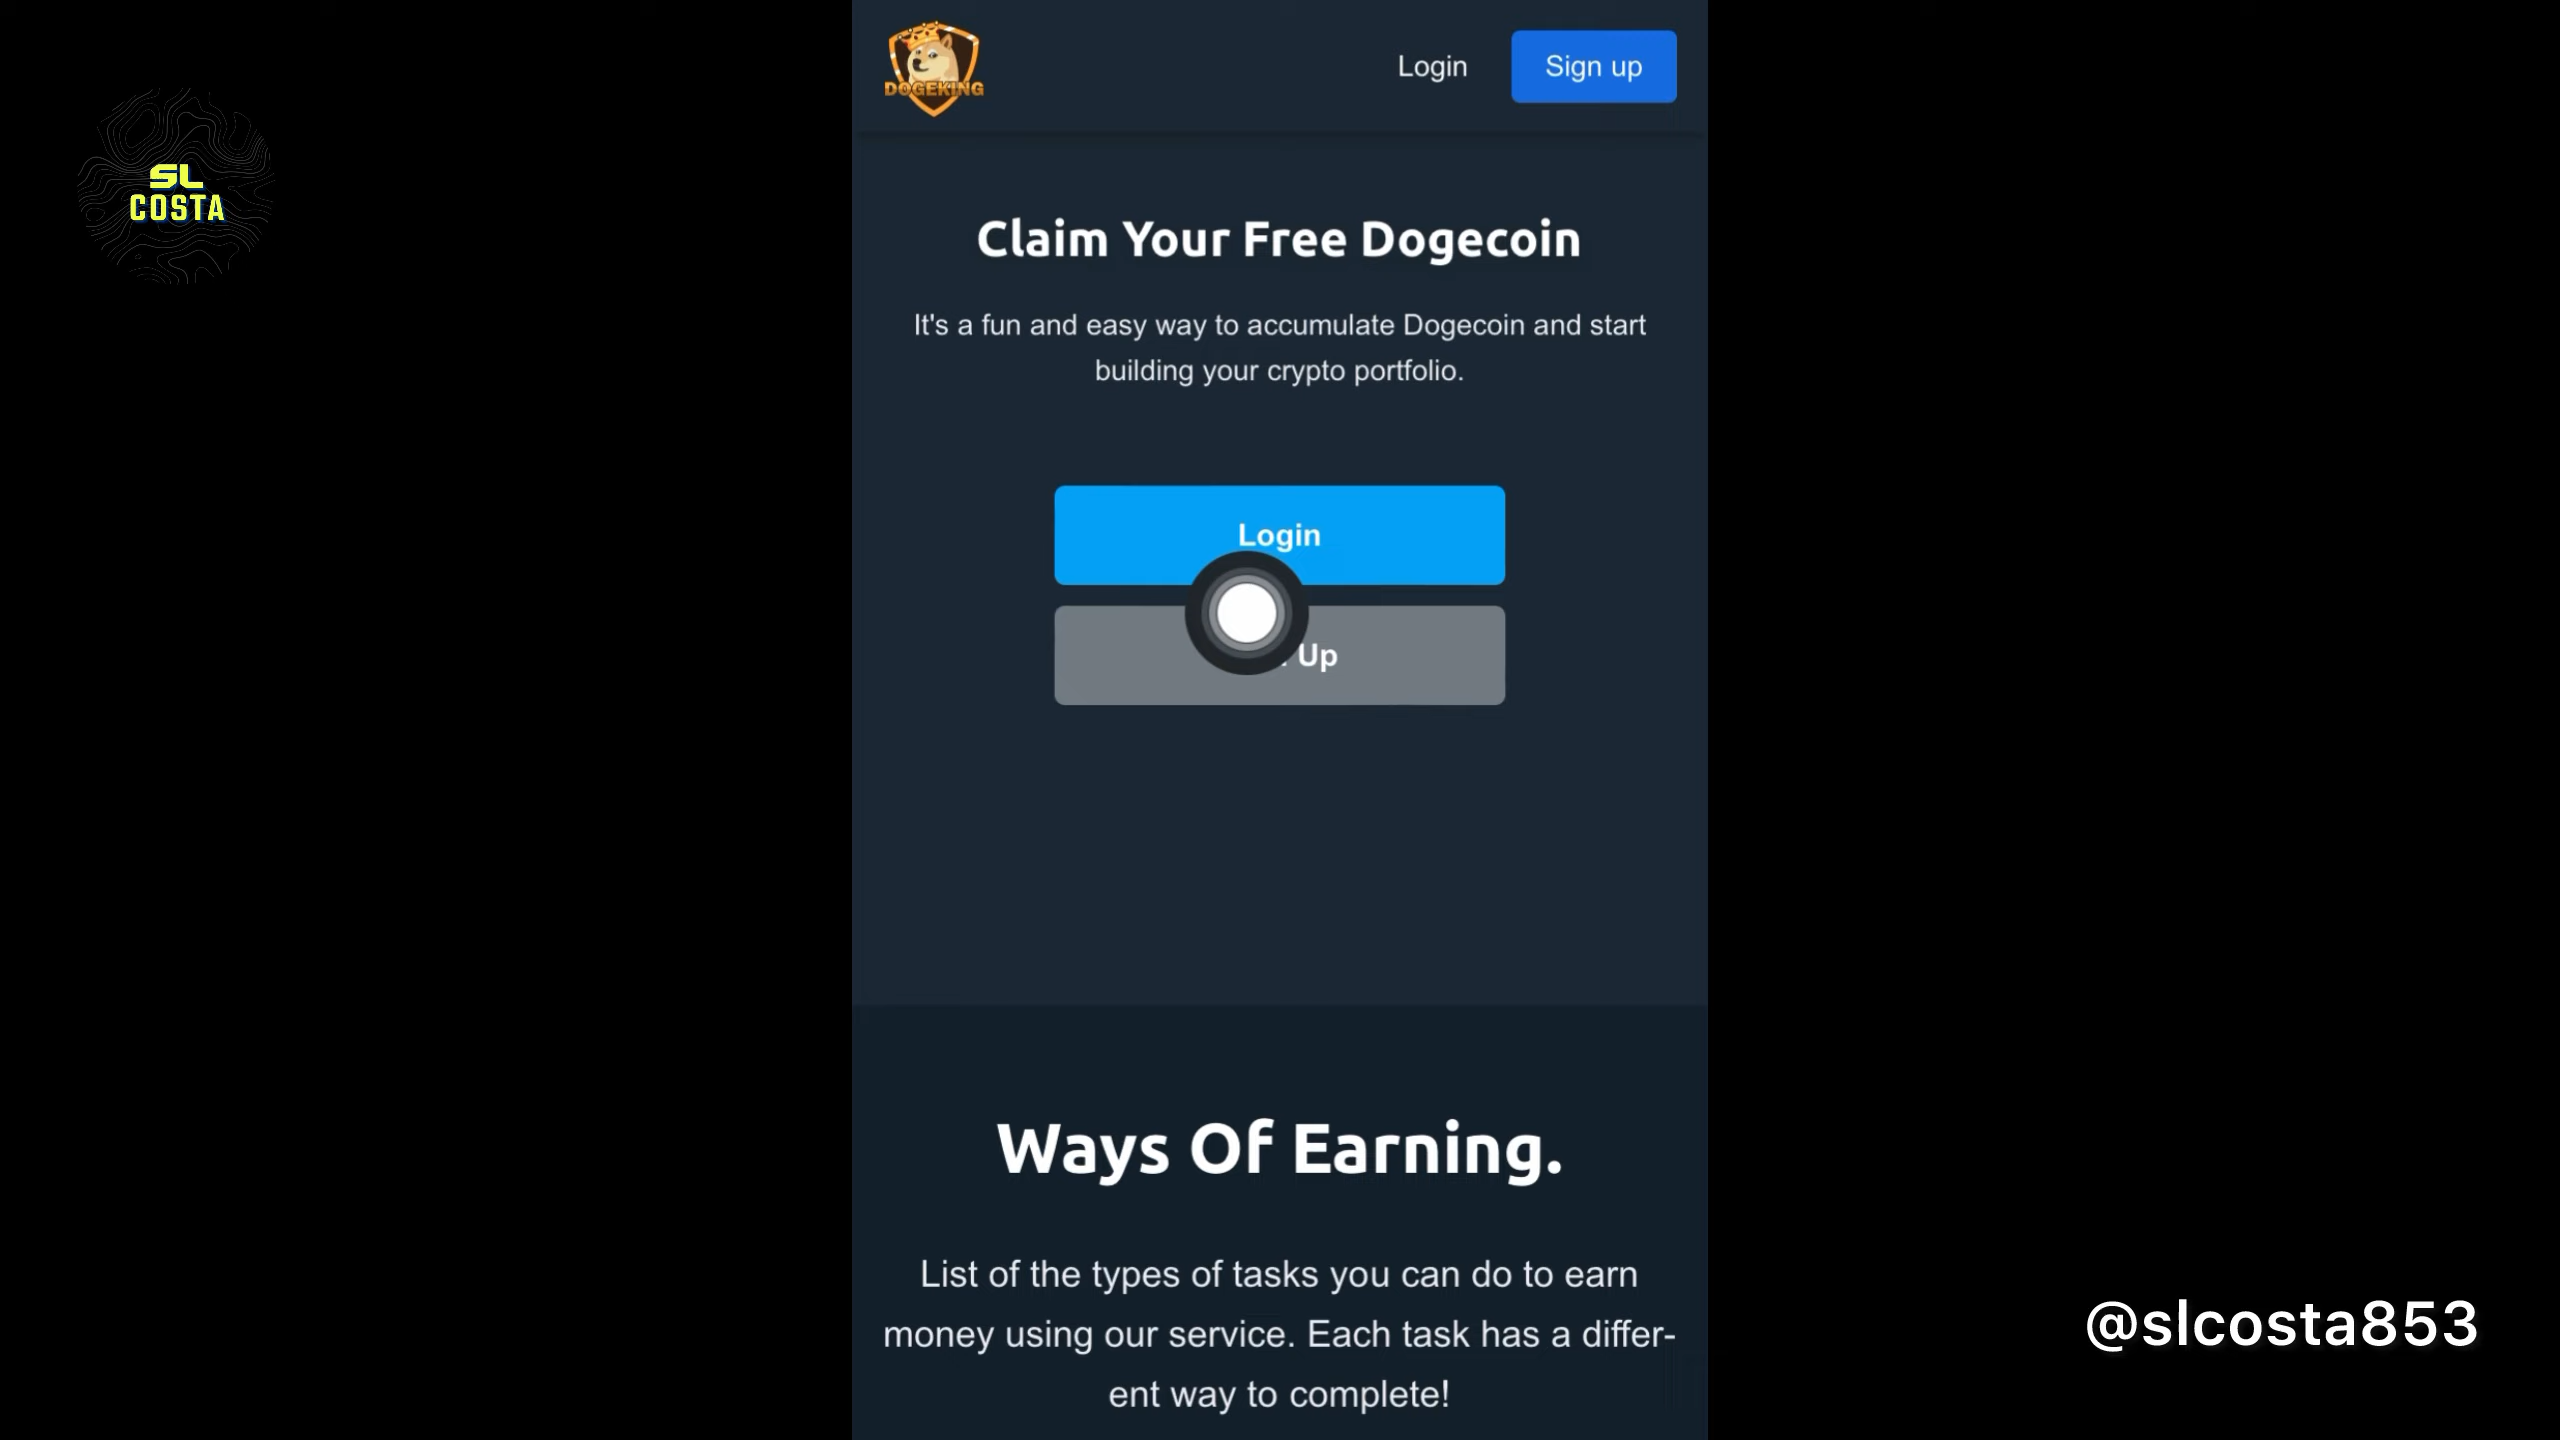 SL
COSTA
DOGEKING
Login
Sign up
Claim Your Free Dogecoin
It's a fun and easy way to accumulate Dogecoin and start
building your crypto portfolio.
Login
Up
Ways Of Earning.
List of the types of tasks you can do to earn
money using our service. Each task has a differ-
ent way to complete!
@slcosta853